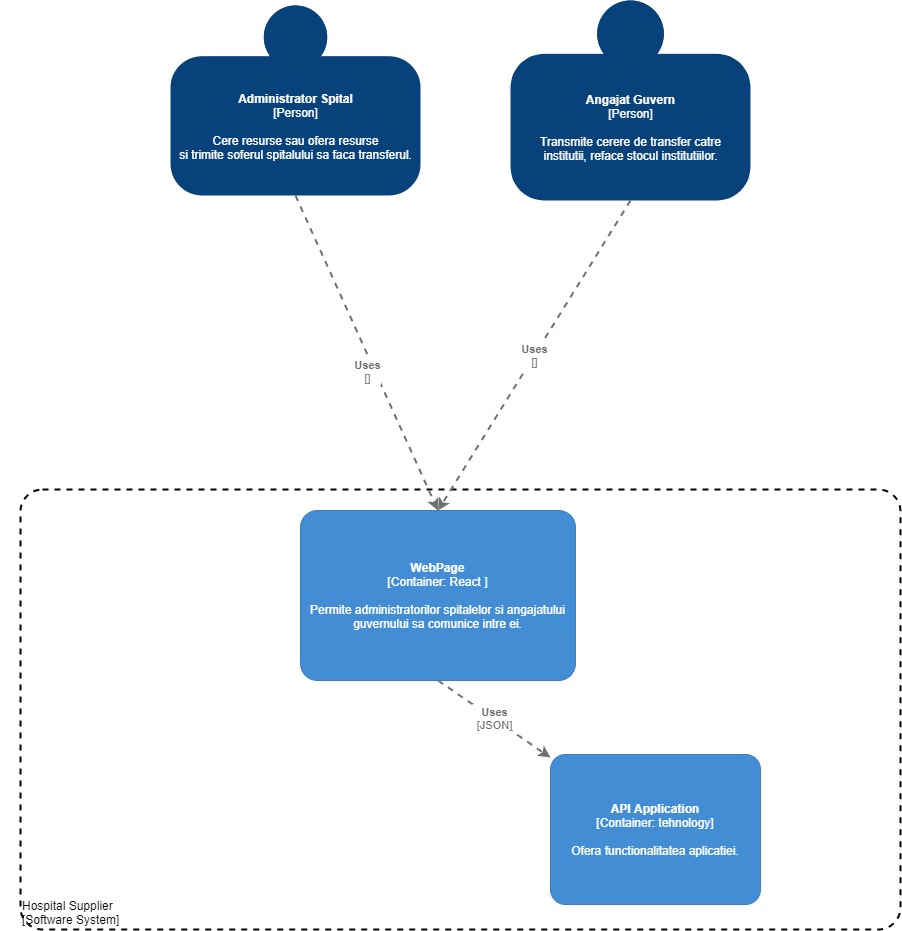 Administrator Spital
[Person]
Cere resurse sau ofera resurse
si trimite soferul spitalului sa faca transferul.
Angajat Guvern
[Person]
Transmite cerere de transfer catre
institutii, reface stocul institutiilor.
Uses
[]
Uses
[]
WebPage
[Container: React ]
Permite administratorilor spitalelor si angajatului
guvernului sa comunice intre ei.
Uses
[JSON]
API Application
[Container: tehnology]
Ofera functionalitatea aplicatiei.
Hospital Supplier
[Software System]